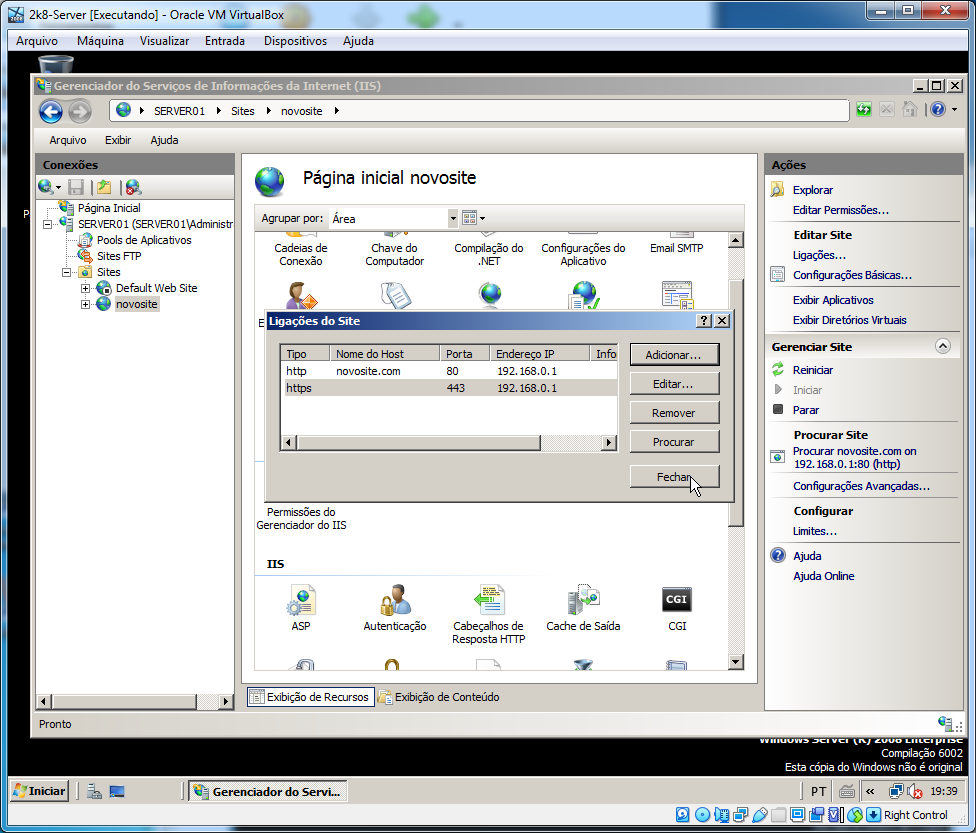 2k8-Server [Executando] - Oracle VM VirtualBox
Arquivo Máquina Visualizar Entrada Dispositivos Ajuda
Gerenciador do Serviços de Informações da Internet (IIS)
SERVER01 Sites novosite
Arquivo Exibir Ajuda
Conexões
Página Inicial
SERVER01 (SERVER01\Administr
Pools de Aplicativos
Sites FTP
Sites
Default Web Site
novosite
Página inicial novosite
Agrupar por: Área
Cadeias de Conexão
Chave do Computador
Compilação do .NET
Configurações do Aplicativo
Email SMTP
Ligações do Site
Tipo Nome do Host Porta Endereço IP Info
http novosite.com 80 192.168.0.1
https 443 192.168.0.1
Adicionar...
Editar...
Remover
Procurar
Fechar
Permissões do Gerenciador do IIS
IIS
ASP
Autenticação
Cabeçalhos de Resposta HTTP
Cache de Saída
CGI
CGI
Exibição de Recursos Exibição de Conteúdo
Ações
Explorar
Editar Permissões...
Editar Site
Ligações...
Configurações Básicas...
Exibir Aplicativos
Exibir Diretórios Virtuais
Gerenciar Site
Reiniciar
Iniciar
Parar
Procurar Site
Procurar novosite.com on
192.168.0.1:80 (http)
Configurações Avançadas...
Configurar
Limites...
Ajuda
Ajuda Online
Pronto
Windows Server (R) 2008 Enterprise
Compilação 6002
Esta cópia do Windows não é original
Iniciar Gerenciador do Servi... PT « 19:39
Right Control